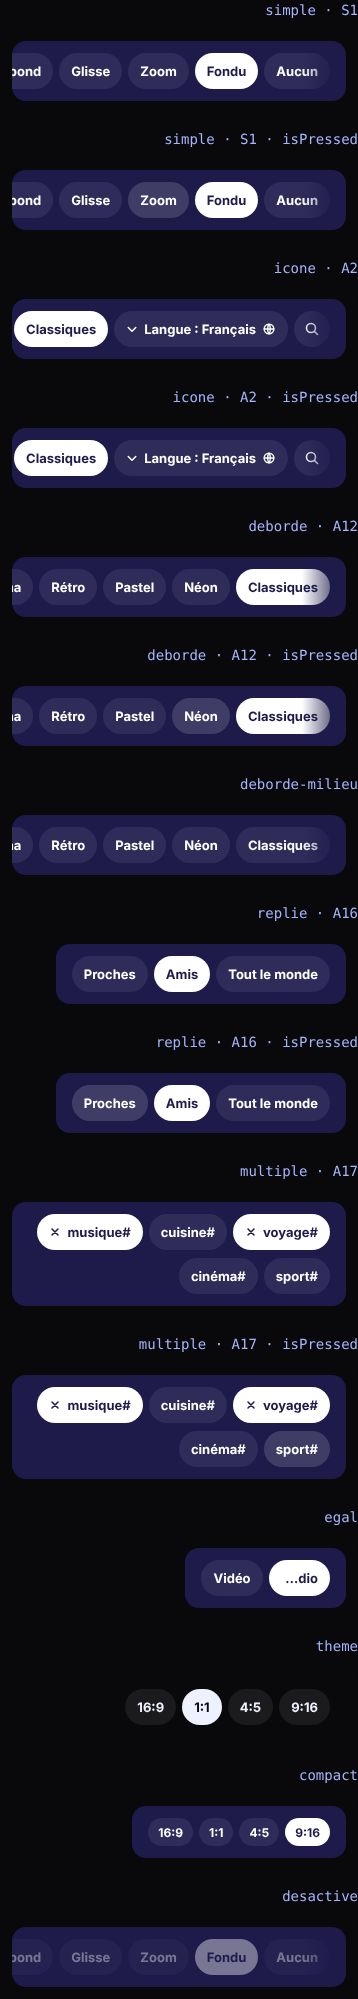 simple · S1
ond Glisse Zoom Fondu Aucun
simple · S1 · isPressed
ond Glisse Zoom Fondu Aucun
icone · A2
Classiques Langue : Français
icone · A2 · isPressed
Classiques Langue : Français
deborde · A12
Rétro Pastel Néon Classiques
deborde · A12 · isPressed
Rétro Pastel Néon Classiques
deborde-milieu
Rétro Pastel Néon Classiques
replie · A16
Proches Amis Tout le monde
replie · A16 · isPressed
Proches Amis Tout le monde
multiple · A17
musique# cuisine# voyage#
cinéma# sport#
multiple · A17 · isPressed
musique# cuisine# voyage#
cinéma# sport#
egal
Vidéo ...dio
theme
16:9 1:1 4:5 9:16
compact
16:9 1:1 4:5 9:16
desactive
ond Glisse Zoom Fondu Aucun